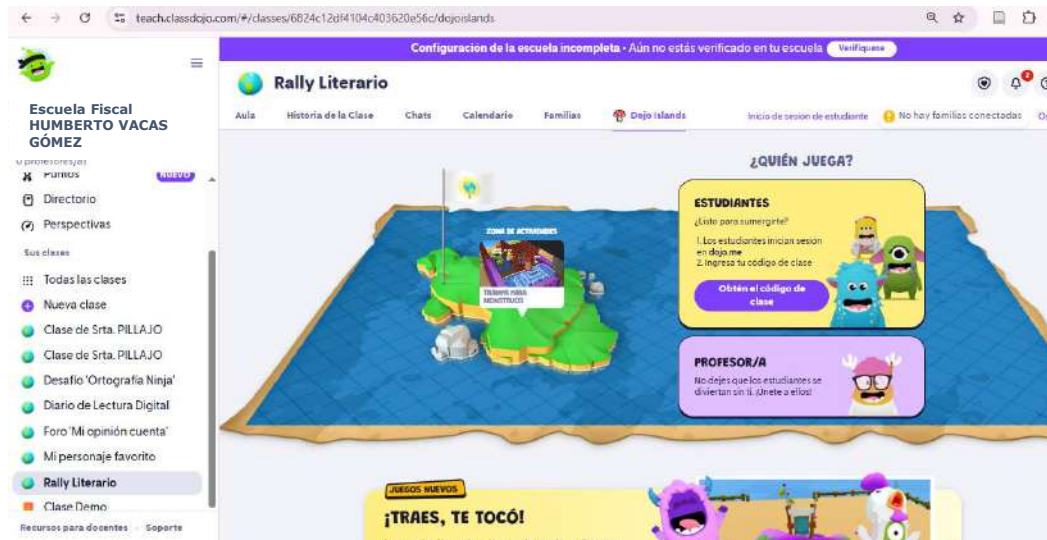 teach.classdojo.com/#/classes/6824c12df4104c403620e56c/dojoislands
Configuración de la escuela incompleta - Aún no estás verificado en tu escuela Verifíquese
Rally Literario
2
Aula Historia de la Clase Chats Calendario Familias Dojo Islands Inicio de sesion de estudiante No hay familias conectadas
Escuela Fiscal
HUMBERTO VACAS
GÓMEZ
Puntos NUEVO
Directorio
Perspectivas
Sus clases
Todas las clases
Nueva clase
Clase de Srta. PILLAJO
Clase de Srta. PILLAJO
Desafío 'Ortografía Ninja'
Diario de Lectura Digital
Foro 'Mi opinión cuenta'
Mi personaje favorito
Rally Literario
Clase Demo
Recursos para docentes · Soporte
ZONA DE ACTIVIDADES
TRAMPA PARA
MONSTRUOS
¿QUIÉN JUEGA?
ESTUDIANTES
¿Listo para sumergirte?
1. Los estudiantes inician sesión
en dojo.me
2. Ingresa tu código de clase
Obtén el código de
clase
PROFESOR/A
No dejes que los estudiantes se
diviertan sin ti. ¡Únete a ellos!
JUEGOS NUEVOS
¡TRAES, TE TOCÓ!